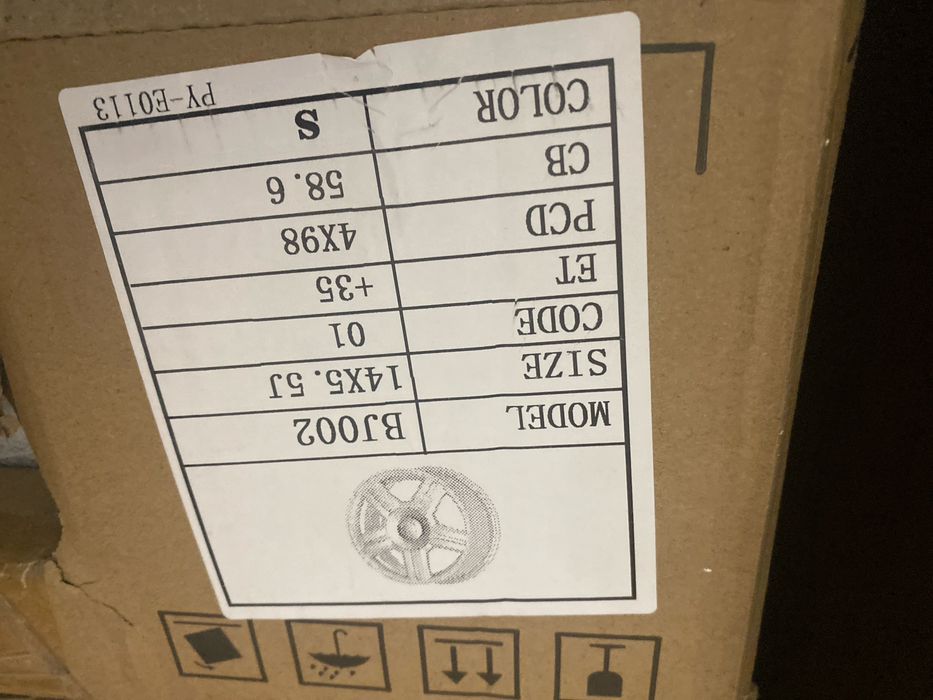 MODEL BJ002
SIZE 14X5.5J
CODE 01
ET +35
PCD 4X98
CB 58.6
COLOR S
PY-E0113